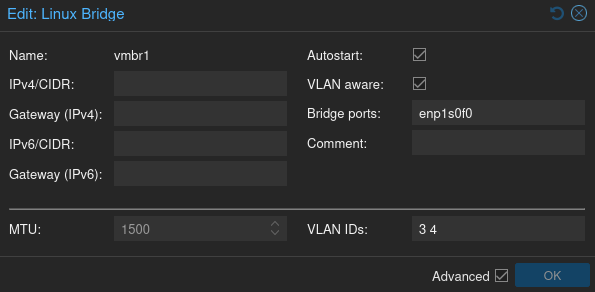 Edit: Linux Bridge
Name: vmbr1 Autostart:
IPv4/CIDR: VLAN aware:
Gateway (IPv4): Bridge ports: enp1s0f0
IPv6/CIDR: Comment:
Gateway (IPv6):
MTU: 1500 VLAN IDs: 3 4
Advanced OK